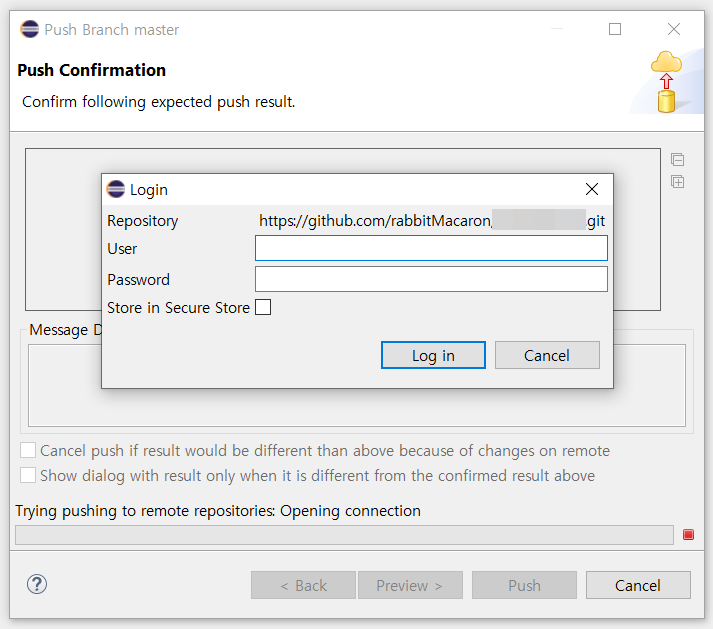 Push Branch master
Push Confirmation
Confirm following expected push result.
Login
Repository https://github.com/rabbitMacaron .git
User
Password
Store in Secure Store
Log in Cancel
Message D
Cancel push if result would be different than above because of changes on remote
Show dialog with result only when it is different from the confirmed result above
Trying pushing to remote repositories: Opening connection
? < Back Preview > Push Cancel